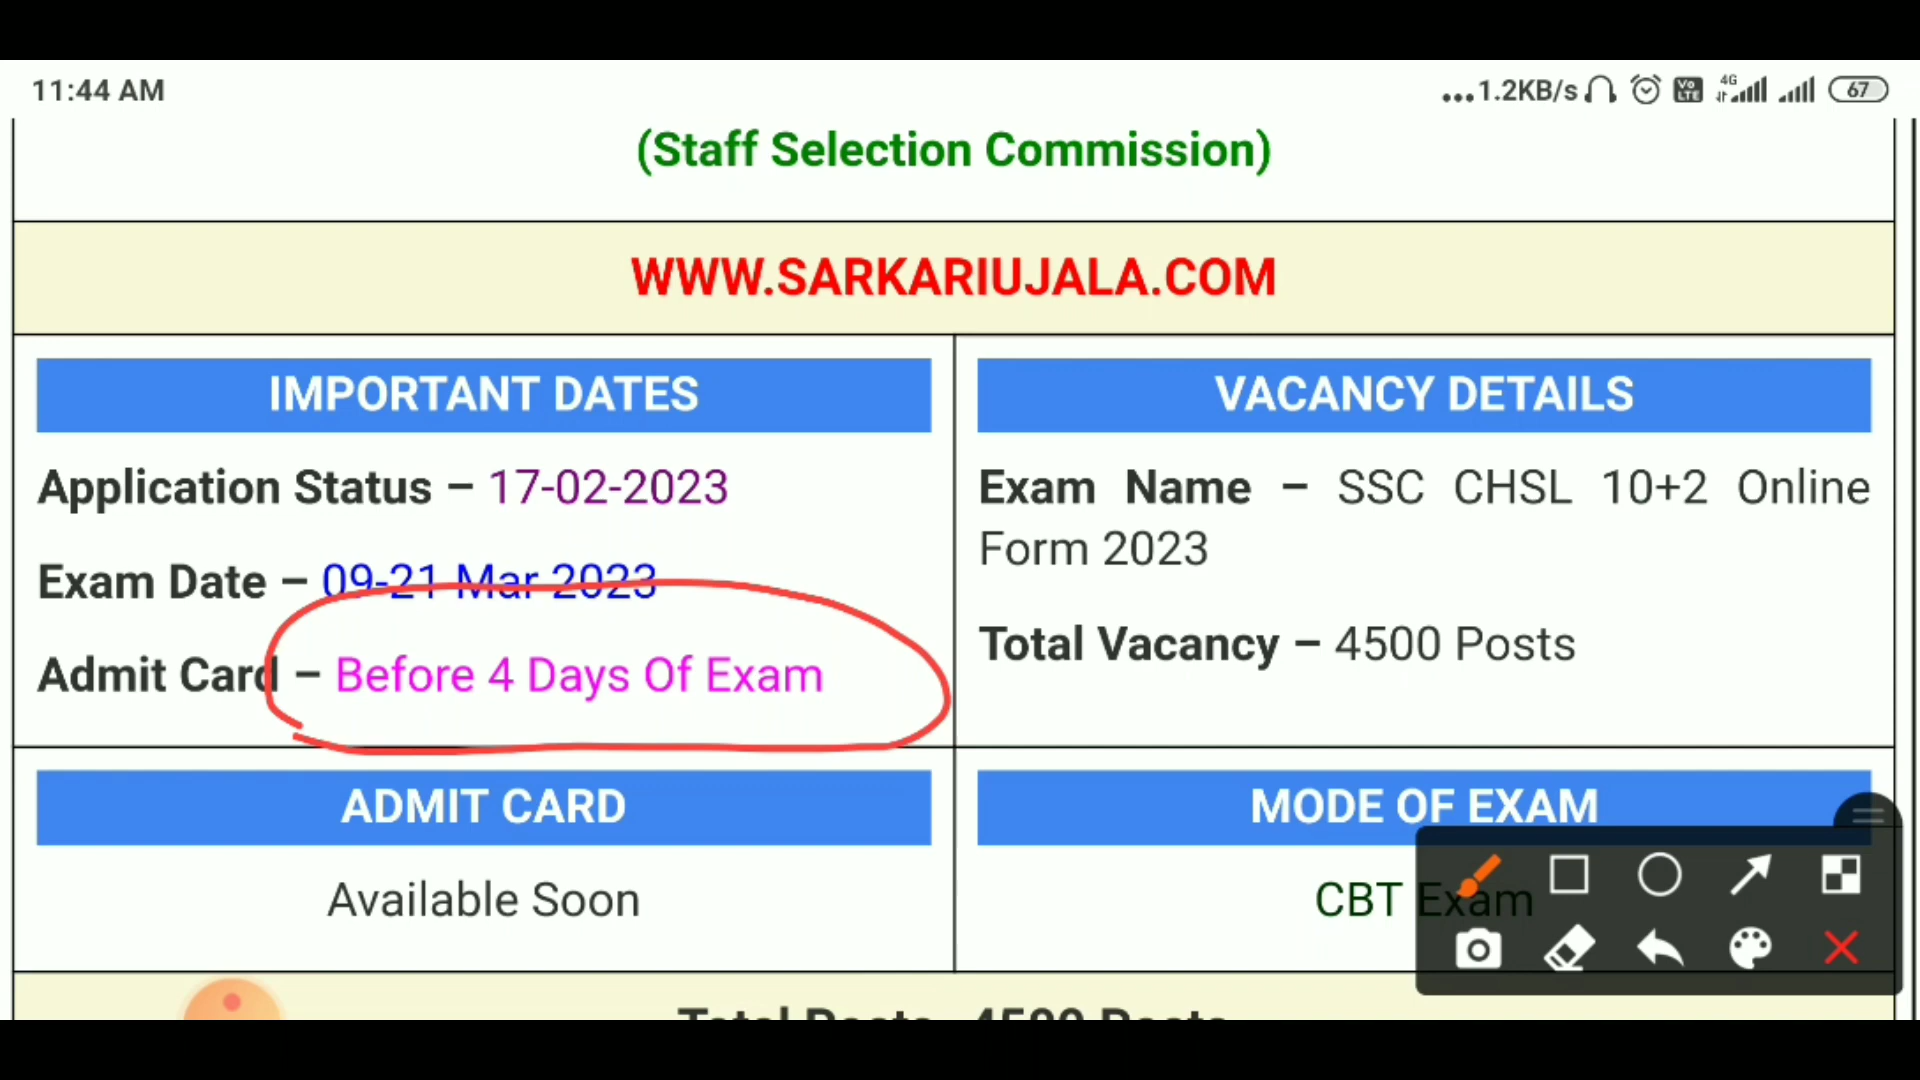 11:44 AM
...1.2KB/s 4G 67
(Staff Selection Commission)
WWW.SARKARIUJALA.COM
IMPORTANT DATES
Application Status – 17-02-2023
Exam Date – 09-21 Mar 2023
Admit Card – Before 4 Days Of Exam
VACANCY DETAILS
Exam Name – SSC CHSL 10+2 Online
Form 2023
Total Vacancy – 4500 Posts
ADMIT CARD
Available Soon
MODE OF EXAM
CBT Exam